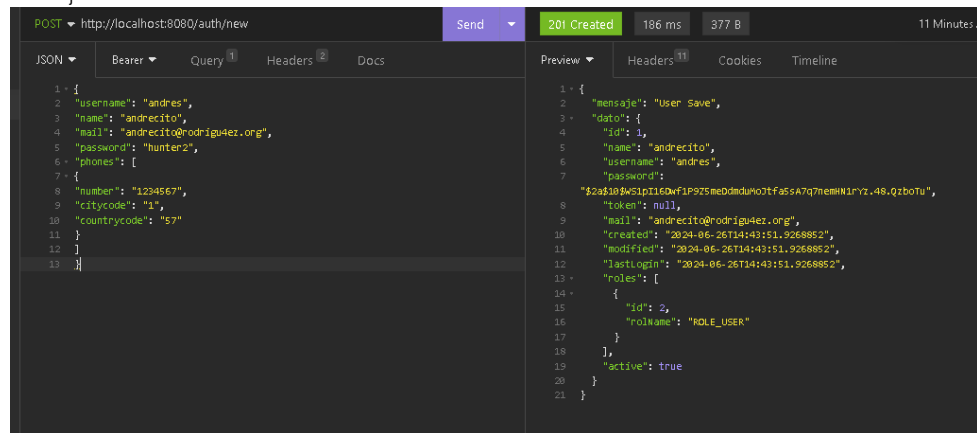 POST http://localhost:8080/auth/new Send
201 Created 186 ms 377 B 11 Minutes
JSON Bearer Query 1 Headers 2 Docs
Preview Headers 11 Cookies Timeline
1 {
2 "username": "andres",
3 "name": "andrecito",
4 "mail": "andrecito@rodrigu4ez.org",
5 "password": "hunter2",
6 "phones": [
7 {
8 "number": "1234567",
9 "citycode": "1",
10 "countrycode": "57"
11 }
12 ]
13 }
1 {
2 "mensaje": "User Save",
3 "dato": {
4 "id": 1,
5 "name": "andrecito",
6 "username": "andres",
7 "password":
"$2a$10$WS1pI16Dwf1P9Z5meDdmduMoJtfa5sA7q7nemHN1rYz.48.QzboTu",
8 "token": null,
9 "mail": "andrecito@rodrigu4ez.org",
10 "created": "2024-06-26T14:43:51.9268852",
11 "modified": "2024-06-26T14:43:51.9268852",
12 "lastLogin": "2024-06-26T14:43:51.9268852",
13 "roles": [
14 {
15 "id": 2,
16 "rolName": "ROLE_USER"
17 }
18 ],
19 "active": true
20 }
21 }